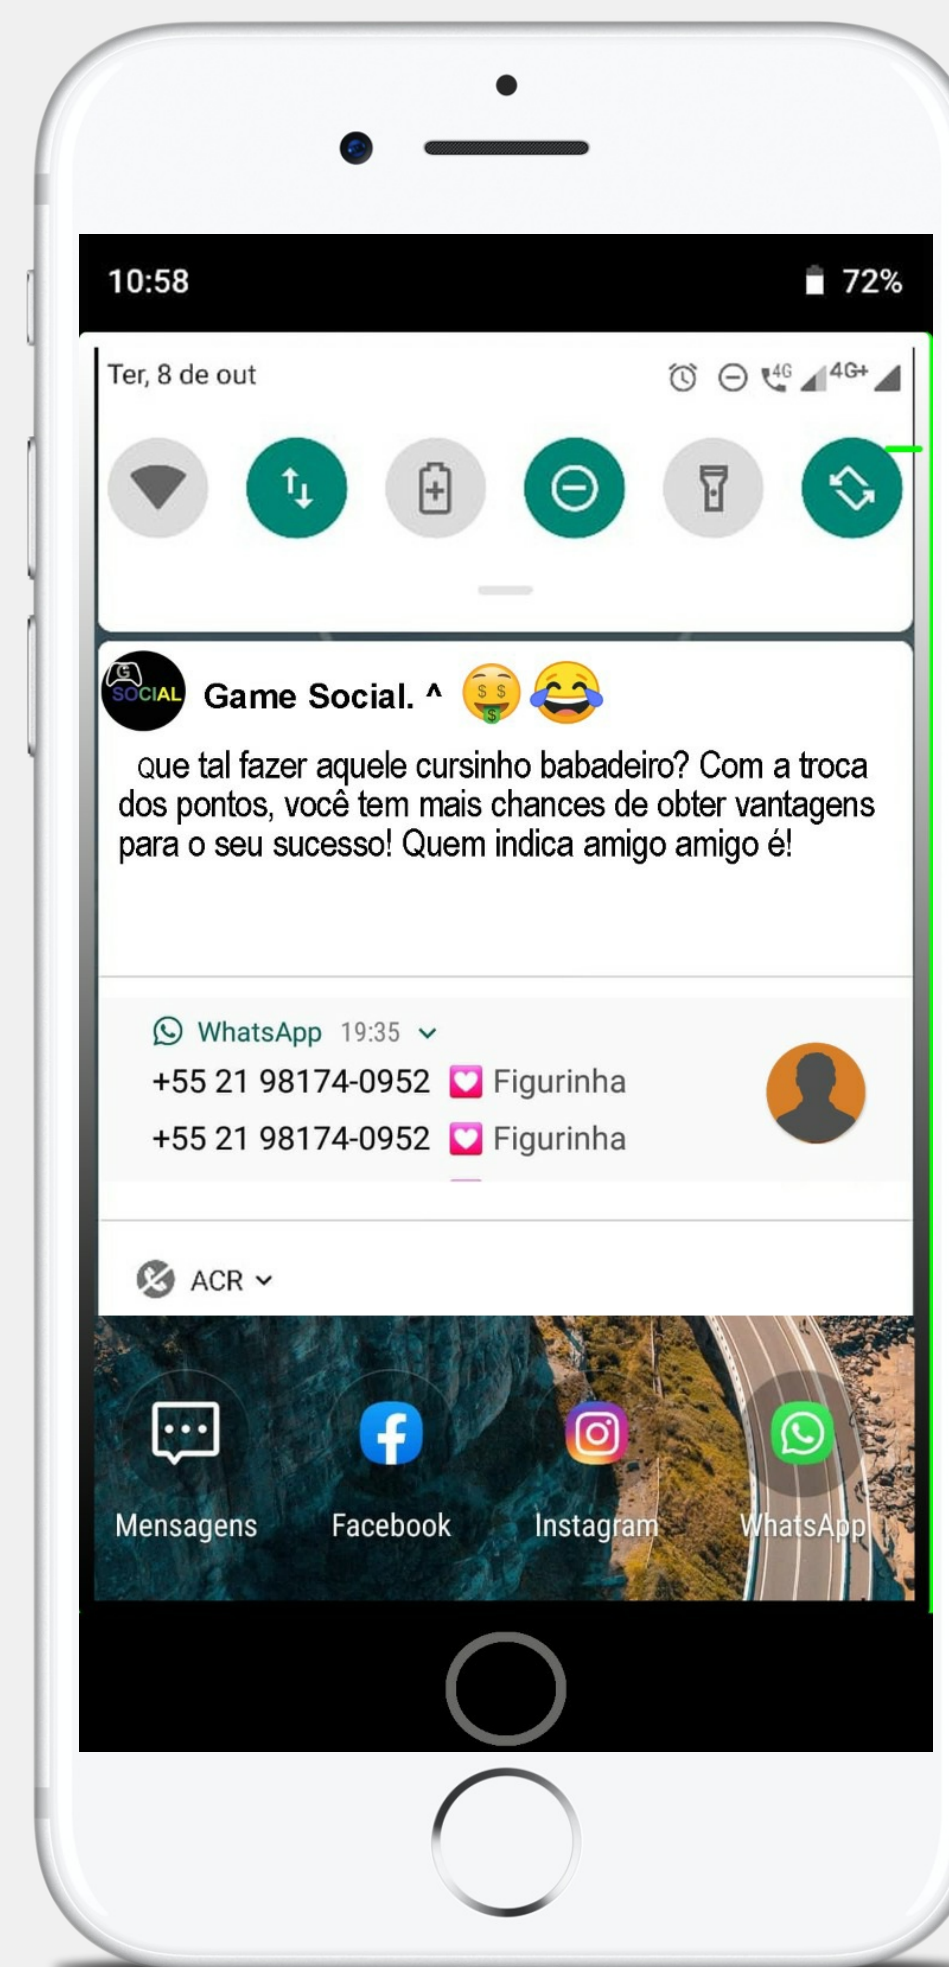 10:58 72%
Ter, 8 de out 4G 4G+
G
SOCIAL
Game Social. ^ 🤑 😂
Que tal fazer aquele cursinho babadeiro? Com a troca
dos pontos, você tem mais chances de obter vantagens
para o seu sucesso! Quem indica amigo amigo é!
WhatsApp 19:35
+55 21 98174-0952 💟 Figurinha
+55 21 98174-0952 💟 Figurinha
ACR
Mensagens Facebook Instagram WhatsApp